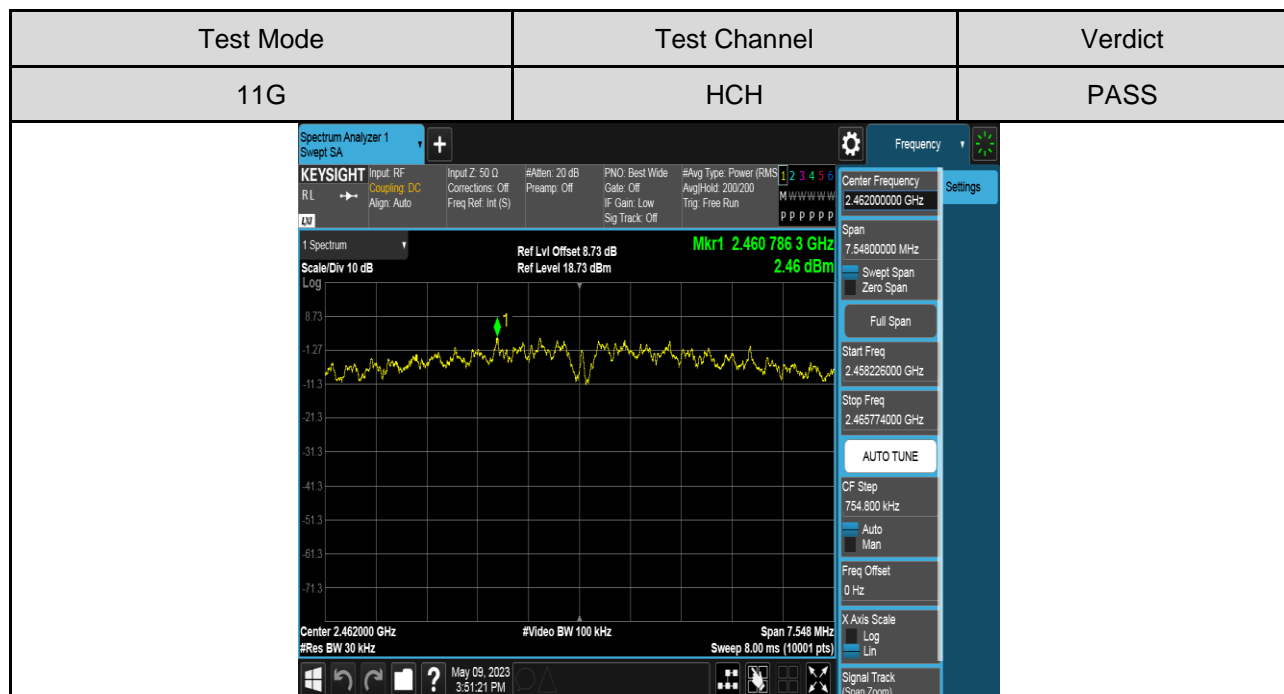 Test Mode Test Channel Verdict
11G HCH PASS
Spectrum Analyzer 1
Swept SA
+
Frequency
KEYSIGHT
RL
LXI
Input: RF
Coupling: DC
Align: Auto
Input Z: 50 Ω
Corrections: Off
Freq Ref: Int (S)
#Atten: 20 dB
Preamp: Off
PNO: Best Wide
Gate: Off
IF Gain: Low
Sig Track: Off
#Avg Type: Power (RMS
Avg|Hold: 200/200
Trig: Free Run
1 2 3 4 5 6
M W W W W W
P P P P P P
1 Spectrum
Scale/Div 10 dB
Log
Ref Lvl Offset 8.73 dB
Ref Level 18.73 dBm
Mkr1 2.460 786 3 GHz
2.46 dBm
8.73
-1.27
-11.3
-21.3
-31.3
-41.3
-51.3
-61.3
-71.3
1
Center 2.462000 GHz
#Res BW 30 kHz
#Video BW 100 kHz
Span 7.548 MHz
Sweep 8.00 ms (10001 pts)
?
May 09, 2023
3:51:21 PM
Center Frequency
2.462000000 GHz
Settings
Span
7.54800000 MHz
Swept Span
Zero Span
Full Span
Start Freq
2.458226000 GHz
Stop Freq
2.465774000 GHz
AUTO TUNE
CF Step
754.800 kHz
Auto
Man
Freq Offset
0 Hz
X Axis Scale
Log
Lin
Signal Track
(Span Zoom)